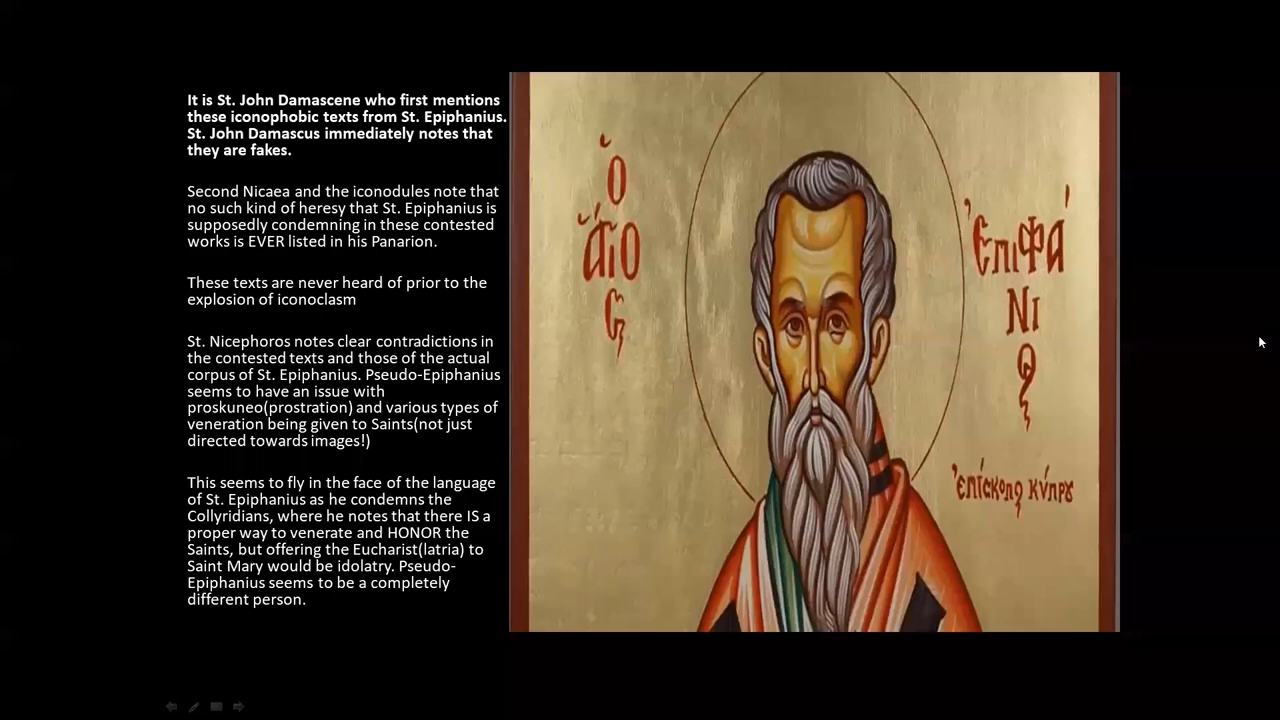 It is St. John Damascene who first mentions
these iconophobic texts from St. Epiphanius.
St. John Damascus immediately notes that
they are fakes.
Second Nicaea and the iconodules note that
no such kind of heresy that St. Epiphanius is
supposedly condemning in these contested
works is EVER listed in his Panarion.
These texts are never heard of prior to the
explosion of iconoclasm
St. Nicephoros notes clear contradictions in
the contested texts and those of the actual
corpus of St. Epiphanius. Pseudo-Epiphanius
seems to have an issue with
proskuneo(prostration) and various types of
veneration being given to Saints(not just
directed towards images!)
This seems to fly in the face of the language
of St. Epiphanius as he condemns the
Collyridians, where he notes that there IS a
proper way to venerate and HONOR the
Saints, but offering the Eucharist(latria) to
Saint Mary would be idolatry. Pseudo-
Epiphanius seems to be a completely
different person.
ὁ
ἅγιο
ς
Ἐπιφά
νι
ος
ἐπίσκοπος κύπρου